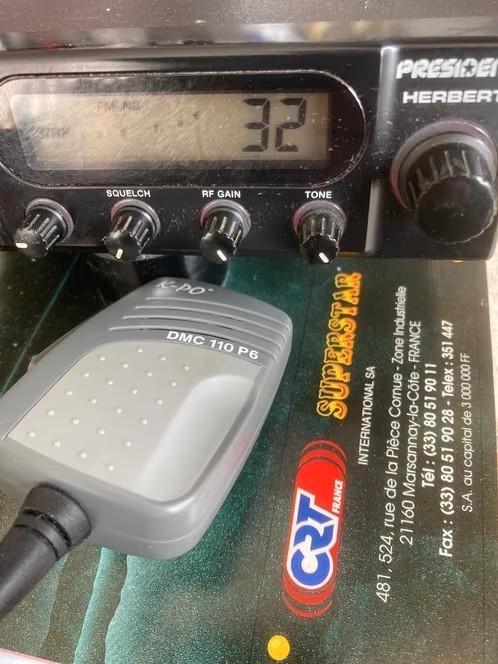 PRESIDEN
HERBERT
FM NB
32
SQUELCH
RF GAIN
TONE
K-PO
DMC 110 P6
SUPERSTAR
INTERNATIONAL SA
481, 524, rue de la Pièce Cornue - Zone Industrielle
21160 Marsannay-la-Côte - FRANCE
Tél : (33) 80 51 90 11
Fax : (33) 80 51 90 28 - Telex : 351 447
S.A. au capital de 3 000 000 FF
CRT
FRANCE